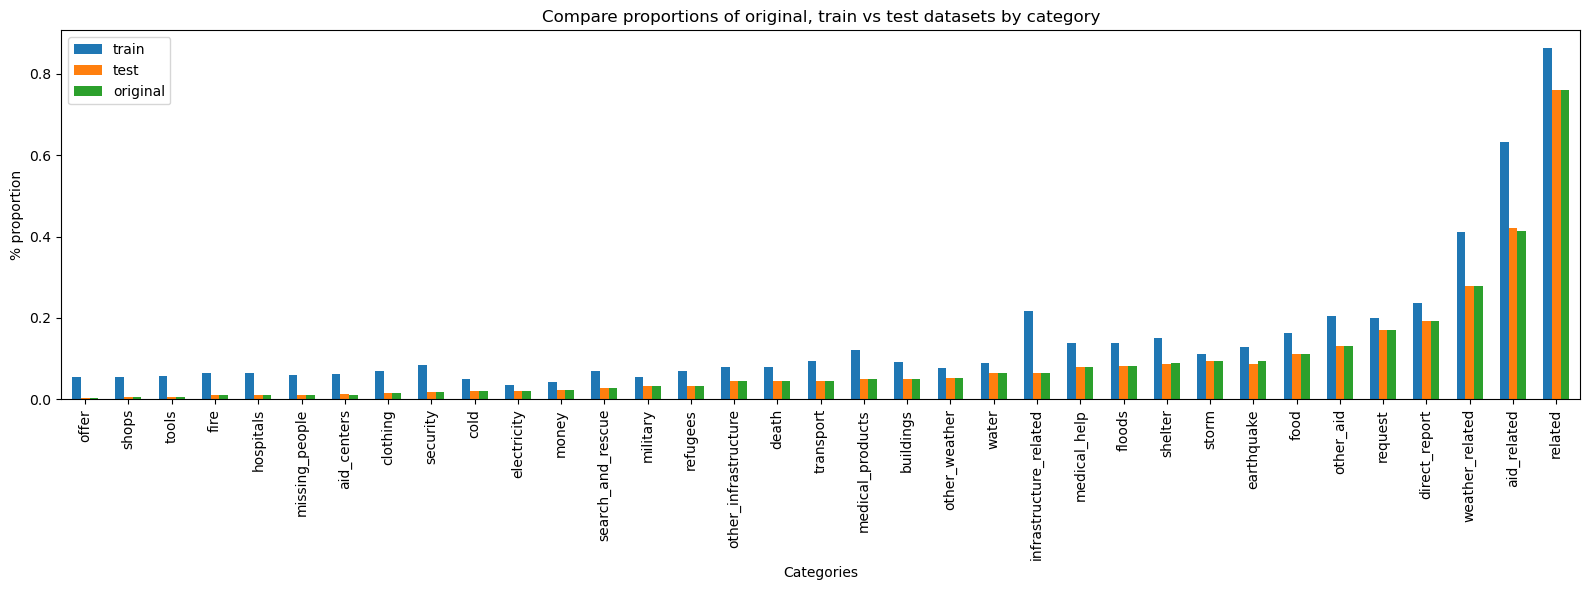 Compare proportions of original, train vs test datasets by category
train
test
original
% proportion
0.8
0.6
0.4
0.2
0.0
offer
shops
tools
fire
hospitals
missing_people
aid_centers
clothing
security
cold
electricity
money
search_and_rescue
military
refugees
other_infrastructure
death
transport
medical_products
buildings
other_weather
water
infrastructure_related
medical_help
floods
shelter
storm
earthquake
food
other_aid
request
direct_report
weather_related
aid_related
related
Categories